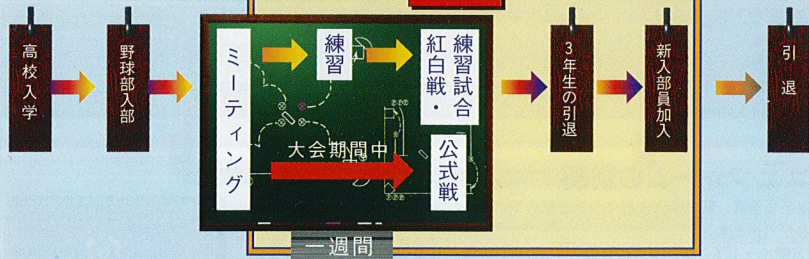 高校入学
野球部入部
ミーティング
練習
紅白戦・
練習試合
大会期間中
公式戦
一週間
3年生の引退
新入部員加入
引退